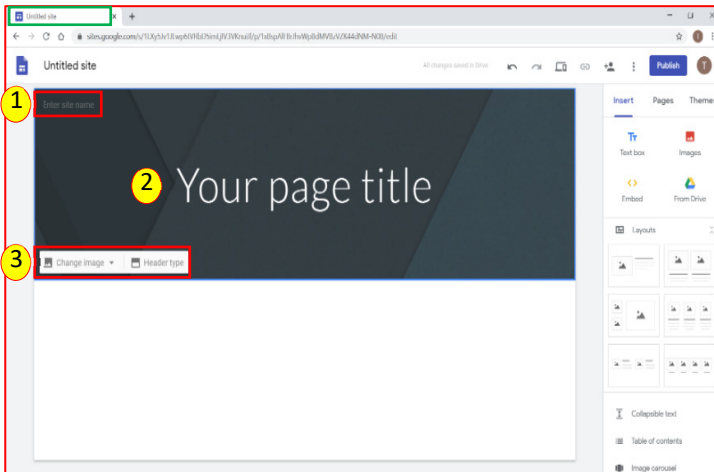 Untitled site
Untitled site
All changes saved in Drive
Publish
T
1
Enter site name
2
Your page title
3
Change image
Header type
Insert Pages Theme
Text box Images
Embed From Drive
Layouts
Collapsible text
Table of contents
Image carousel